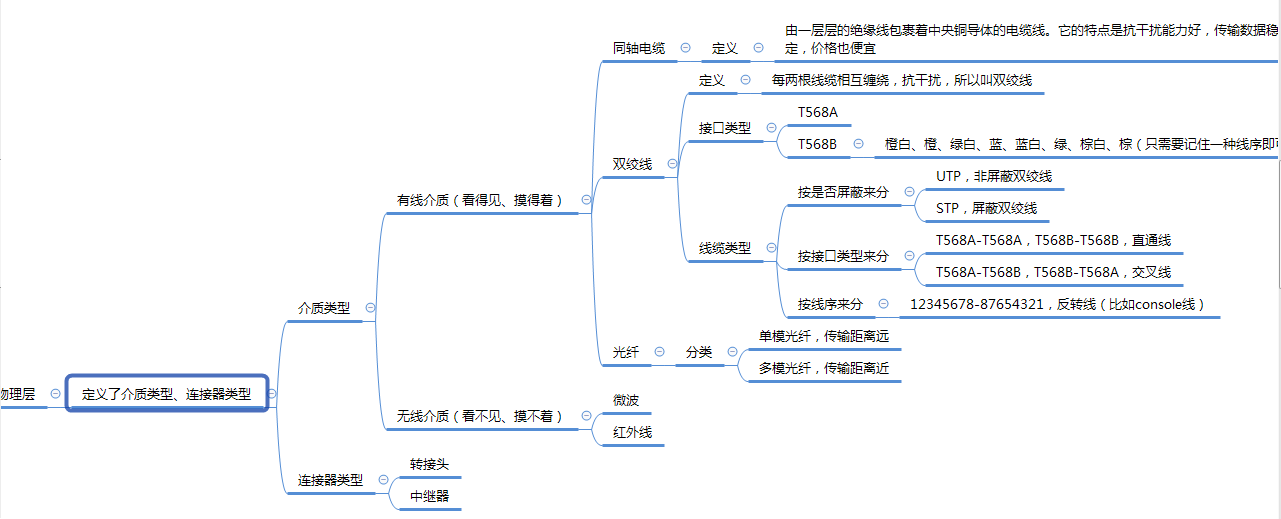 由一层层的绝缘线包裹着中央铜导体的电缆线。它的特点是抗干扰能力好，传输数据稳
定，价格也便宜
同轴电缆
定义
定义
每两根线缆相互缠绕，抗干扰，所以叫双绞线
T568A
接口类型
T568B
橙白、橙、绿白、蓝、蓝白、绿、棕白、棕（只需要记住一种线序即
双绞线
UTP，非屏蔽双绞线
按是否屏蔽来分
STP，屏蔽双绞线
有线介质（看得见、摸得着）
线缆类型
T568A-T568A，T568B-T568B，直通线
按接口类型来分
T568A-T568B，T568B-T568A，交叉线
按线序来分
12345678-87654321，反转线（比如console线）
介质类型
单模光纤，传输距离远
光纤
分类
多模光纤，传输距离近
物理层
定义了介质类型、连接器类型
微波
无线介质（看不见、摸不着）
红外线
转接头
连接器类型
中继器